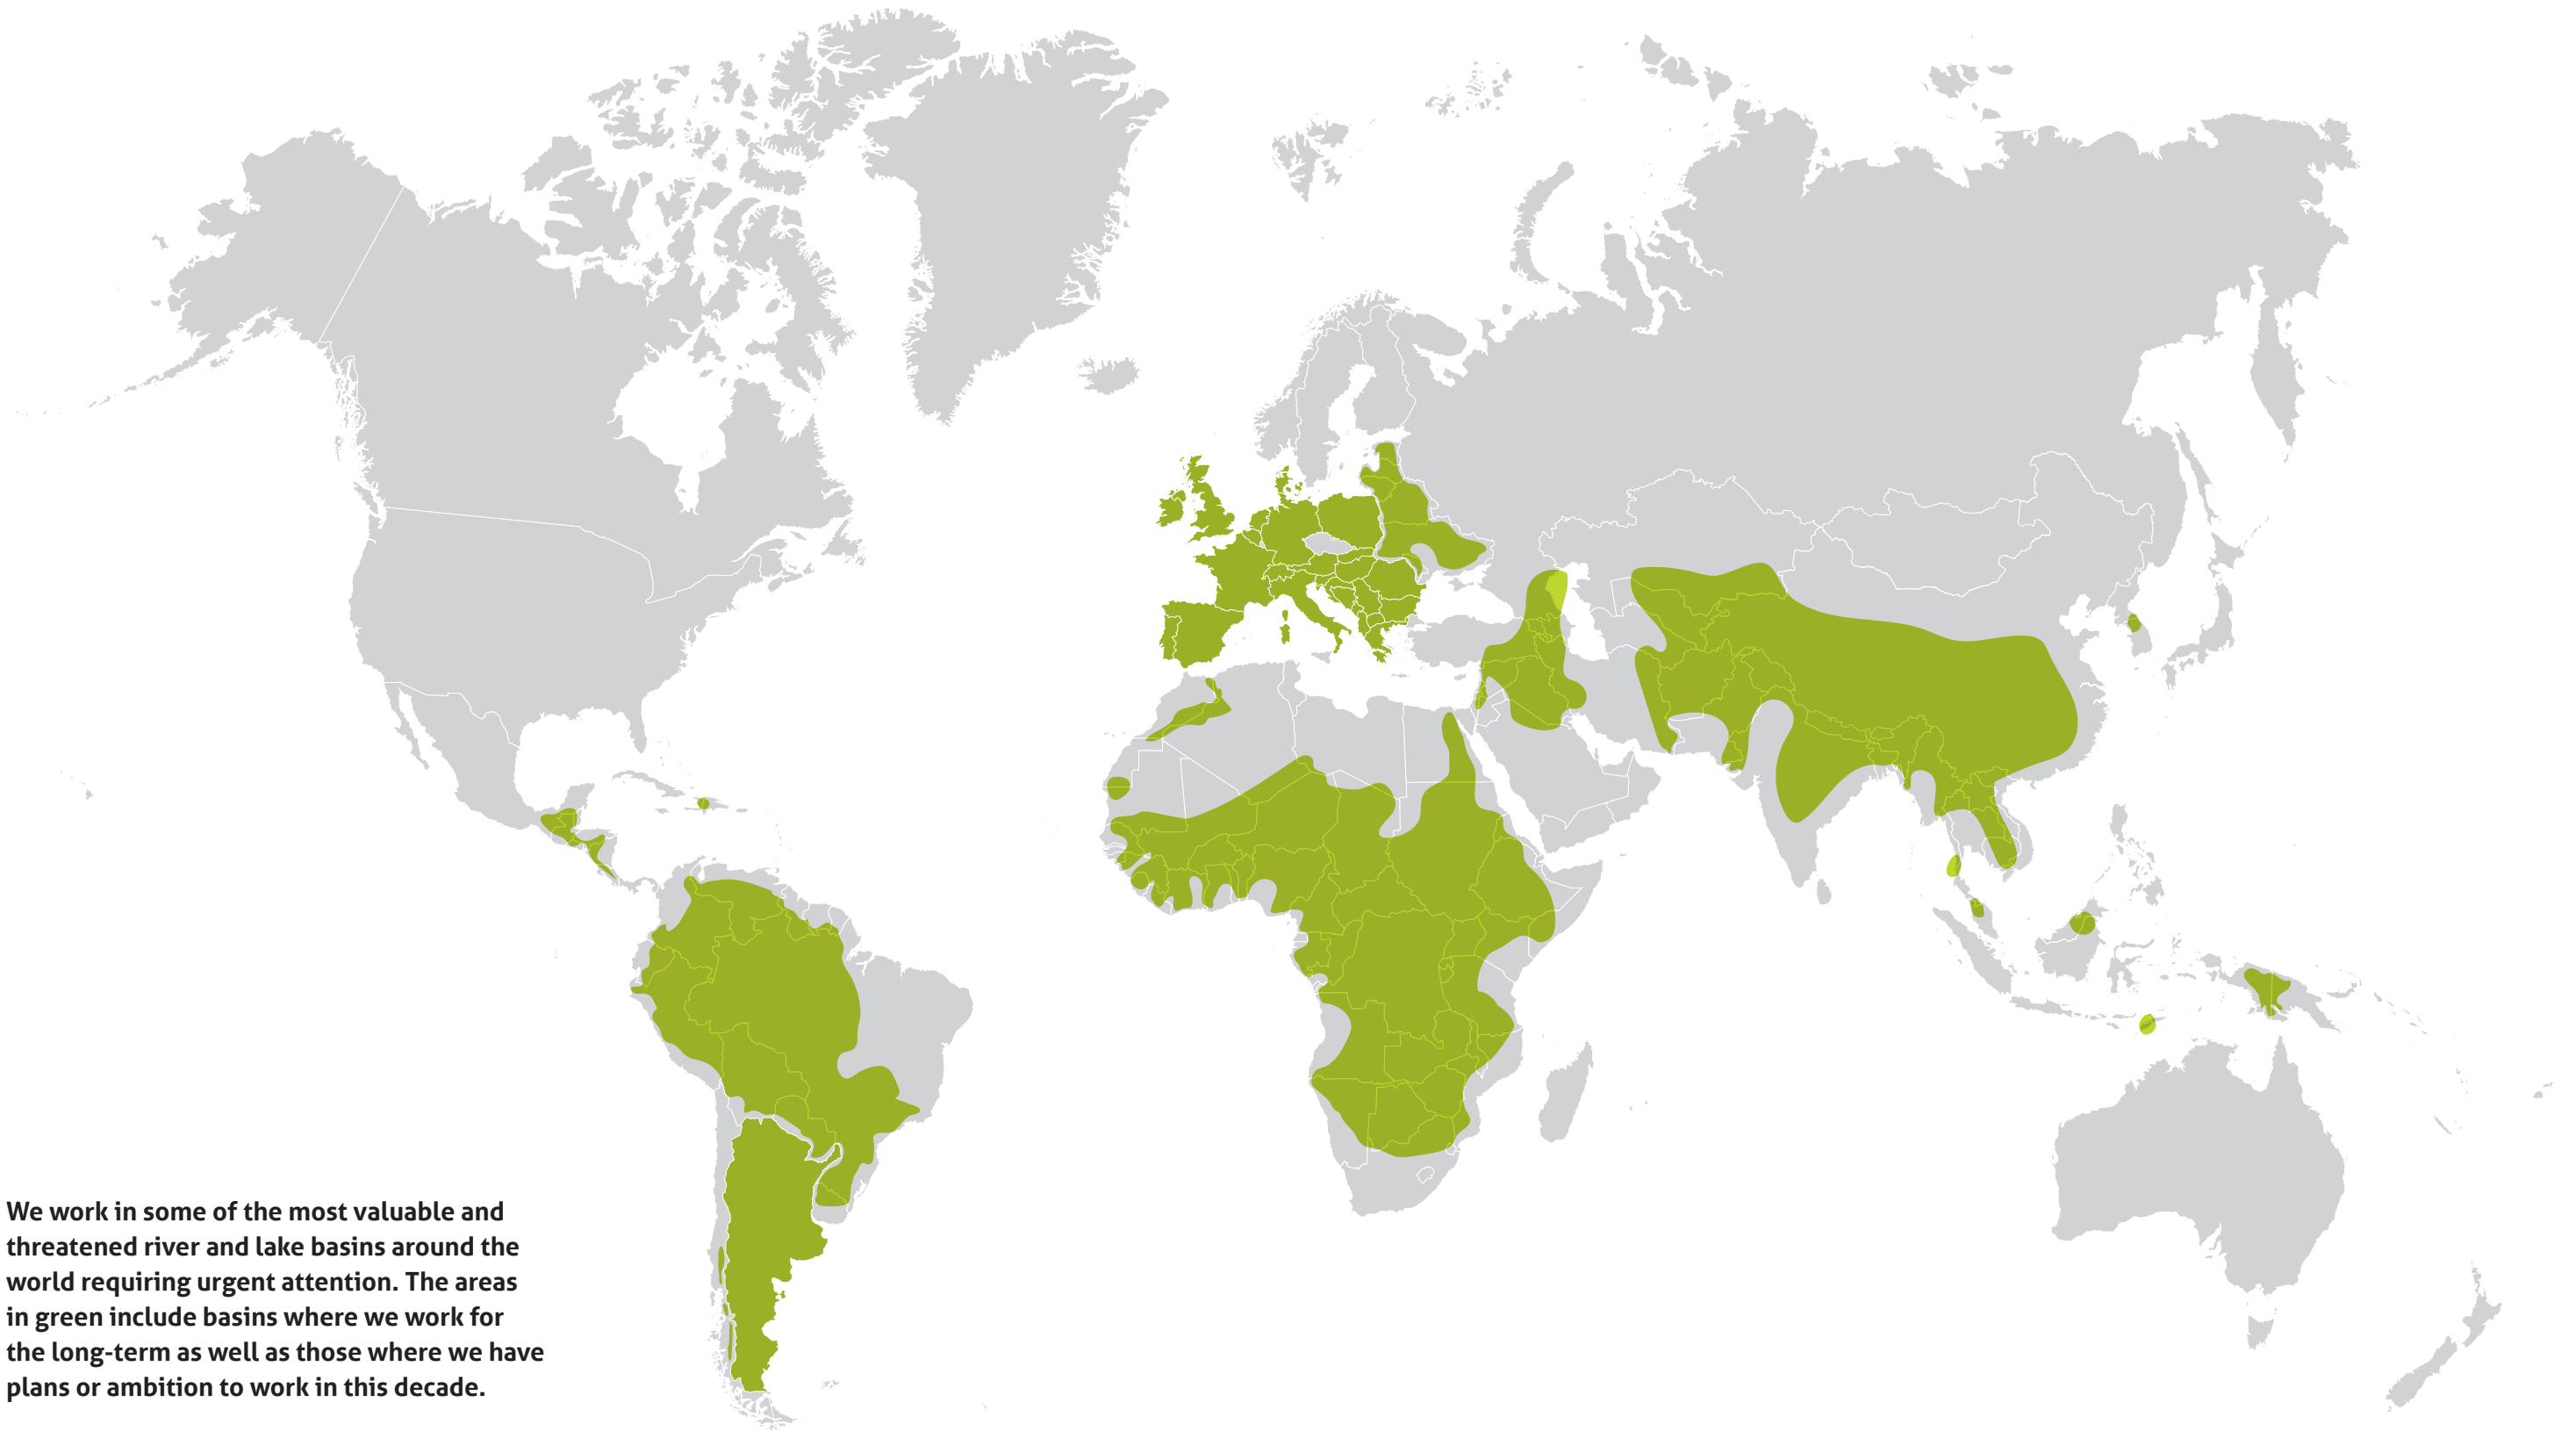 We work in some of the most valuable and
threatened river and lake basins around the
world requiring urgent attention. The areas
in green include basins where we work for
the long-term as well as those where we have
plans or ambition to work in this decade.